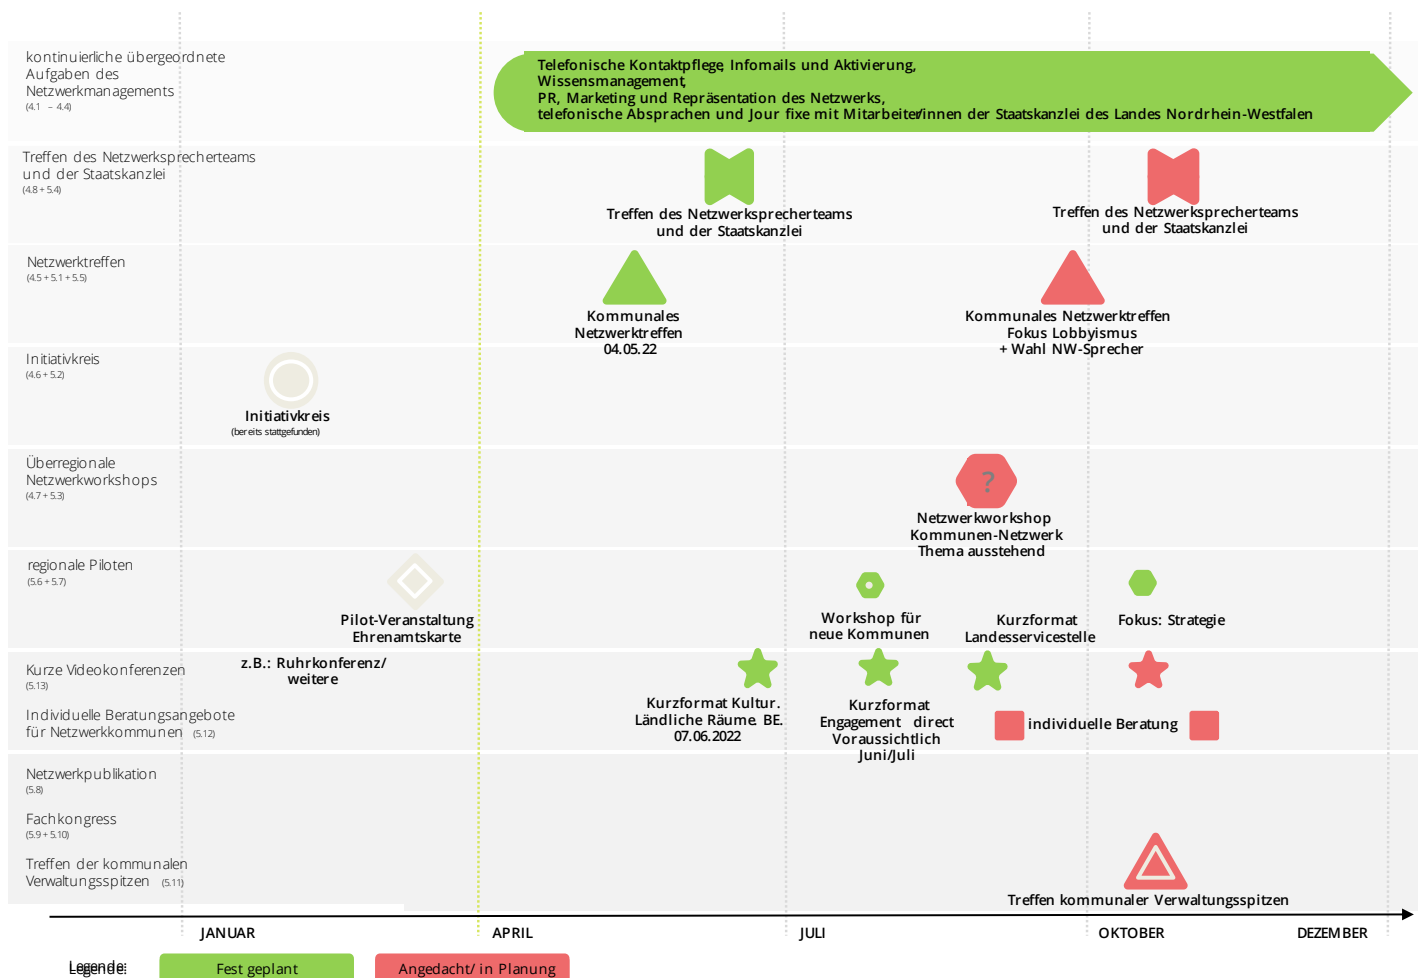 kontinuierliche übergeordnete
Aufgaben des
Netzwerkmanagements
(4.1 – 4.4)
Telefonische Kontaktpflege, Infomails und Aktivierung,
Wissensmanagement,
PR, Marketing und Repräsentation des Netzwerks,
telefonische Absprachen und Jour fixe mit Mitarbeiter/innen der Staatskanzlei des Landes Nordrhein-Westfalen
Treffen des Netzwerksprecherteams
und der Staatskanzlei
(4.8 + 5.4)
Treffen des Netzwerksprecherteams
und der Staatskanzlei
Treffen des Netzwerksprecherteams
und der Staatskanzlei
Netzwerktreffen
(4.5 + 5.1 + 5.5)
Kommunales
Netzwerktreffen
04.05.22
Kommunales Netzwerktreffen
Fokus Lobbyismus
+ Wahl NW-Sprecher
Initiativkreis
(4.6 + 5.2)
Initiativkreis
(bereits stattgefunden)
Überregionale
Netzwerkworkshops
(4.7 + 5.3)
?
Netzwerkworkshop
Kommunen-Netzwerk
Thema ausstehend
regionale Piloten
(5.6 + 5.7)
Pilot-Veranstaltung
Ehrenamtskarte
Workshop für
neue Kommunen
Kurzformat
Landesservicestelle
Fokus: Strategie
Kurze Videokonferenzen
(5.13)
z.B.: Ruhrkonferenz/
weitere
Kurzformat Kultur.
Ländliche Räume. BE.
07.06.2022
Kurzformat
Engagement direct
Voraussichtlich
Juni/Juli
Individuelle Beratungsangebote
für Netzwerkkommunen (5.12)
individuelle Beratung
Netzwerkpublikation
(5.8)
Fachkongress
(5.9 + 5.10)
Treffen der kommunalen
Verwaltungsspitzen (5.11)
Treffen kommunaler Verwaltungsspitzen
JANUAR
APRIL
JULI
OKTOBER
DEZEMBER
Legende:
Fest geplant
Angedacht/ in Planung